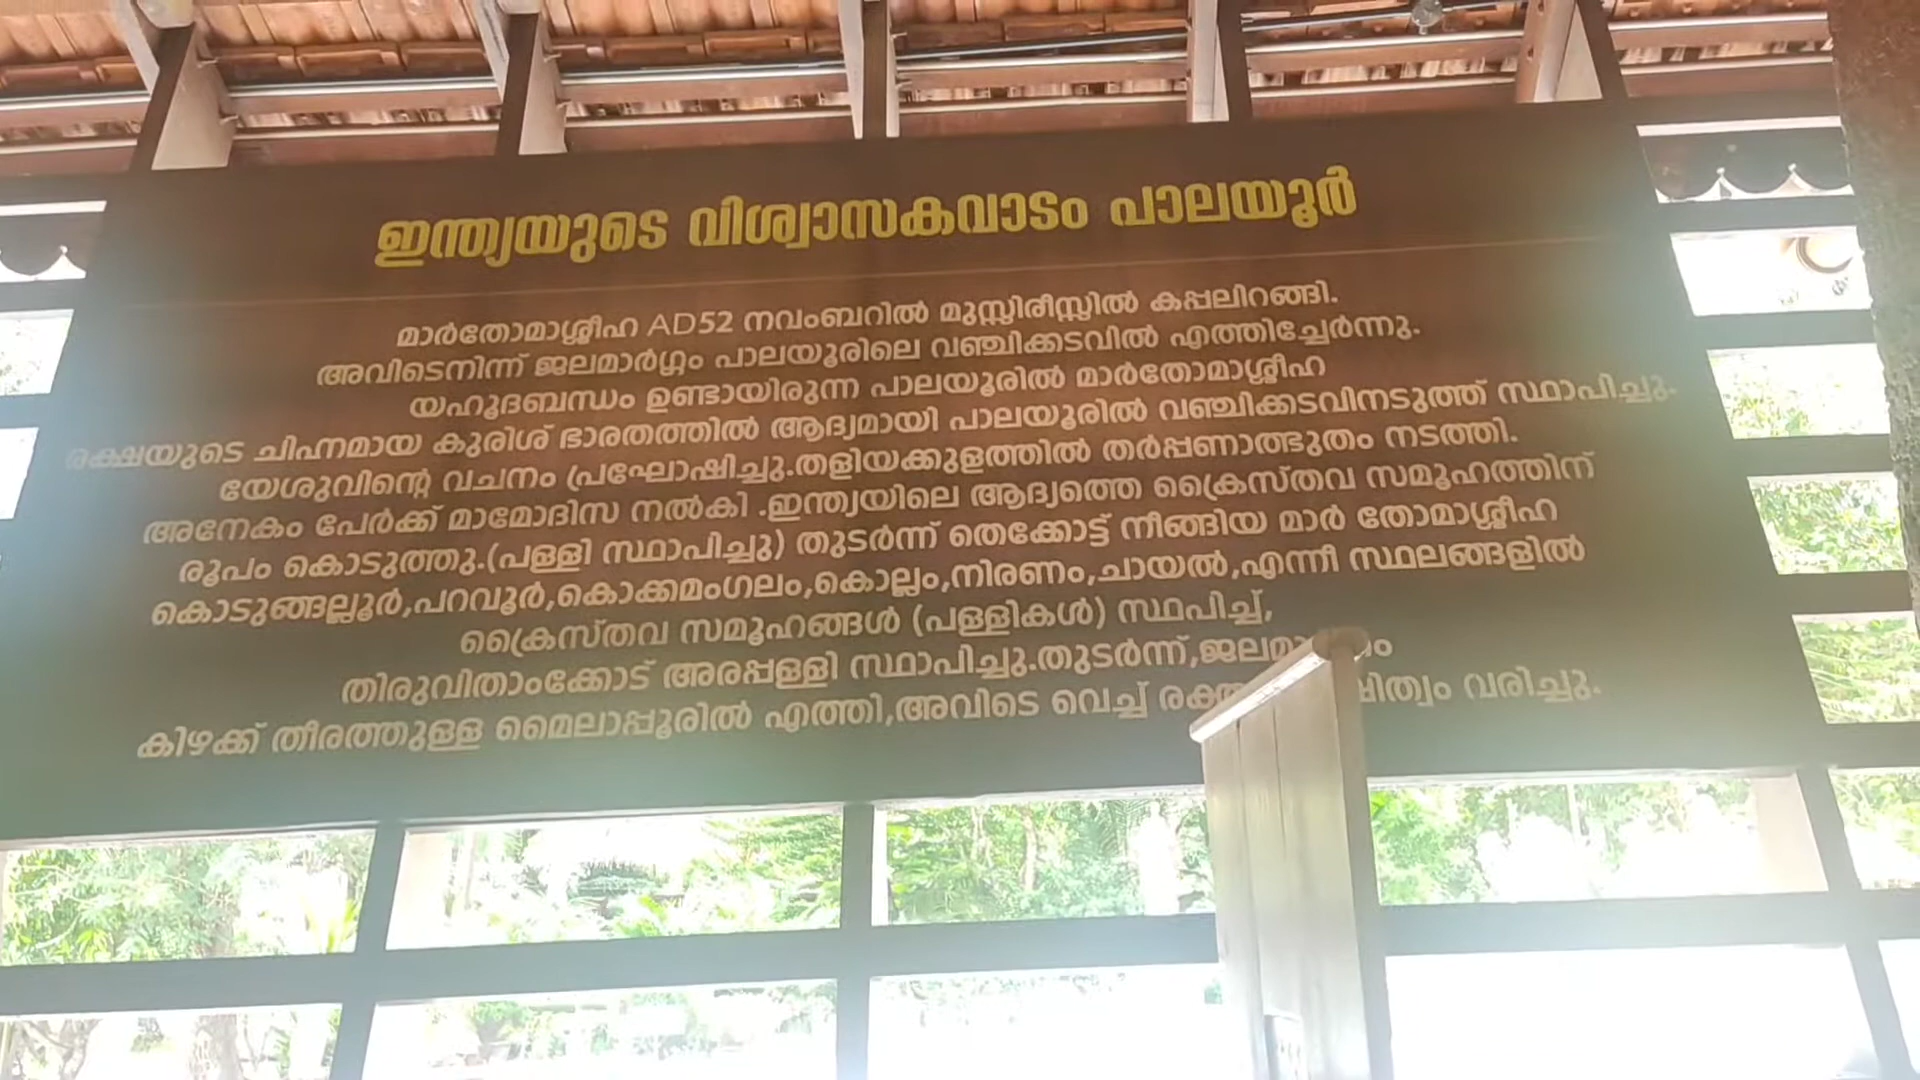 ഇന്ത്യയുടെ വിശ്വാസകവാടം പാലയൂർ
മാർതോമാശ്ലീഹ AD52 നവംബറിൽ മുസ്സിരീസ്സിൽ കപ്പലിറങ്ങി.
അവിടെനിന്ന് ജലമാർഗ്ഗം പാലയൂരിലെ വഞ്ചിക്കടവിൽ എത്തിച്ചേർന്നു.
യഹൂദബന്ധം ഉണ്ടായിരുന്ന പാലയൂരിൽ മാർതോമാശ്ലീഹ
രക്ഷയുടെ ചിഹ്നമായ കുരിശ് ഭാരതത്തിൽ ആദ്യമായി പാലയൂരിൽ വഞ്ചിക്കടവിനടുത്ത് സ്ഥാപിച്ചു.
യേശുവിന്റെ വചനം പ്രഘോഷിച്ചു.തളിയക്കുളത്തിൽ തർപ്പണാത്ഭുതം നടത്തി.
അനേകം പേർക്ക് മാമോദിസ നൽകി .ഇന്ത്യയിലെ ആദ്യത്തെ ക്രൈസ്തവ സമൂഹത്തിന്
രൂപം കൊടുത്തു.(പള്ളി സ്ഥാപിച്ചു) തുടർന്ന് തെക്കോട്ട് നീങ്ങിയ മാർ തോമാശ്ലീഹ
കൊടുങ്ങല്ലൂർ,പറവൂർ,കൊക്കമംഗലം,കൊല്ലം,നിരണം,ചായൽ,എന്നീ സ്ഥലങ്ങളിൽ
ക്രൈസ്തവ സമൂഹങ്ങൾ (പള്ളികൾ) സ്ഥപിച്ച്,
തിരുവിതാംക്കോട് അരപ്പള്ളി സ്ഥാപിച്ചു.തുടർന്ന്,
കിഴക്ക് തീരത്തുള്ള മൈലാപ്പൂരിൽ എത്തി,അവിടെ വെച്ച് വരിച്ചു.